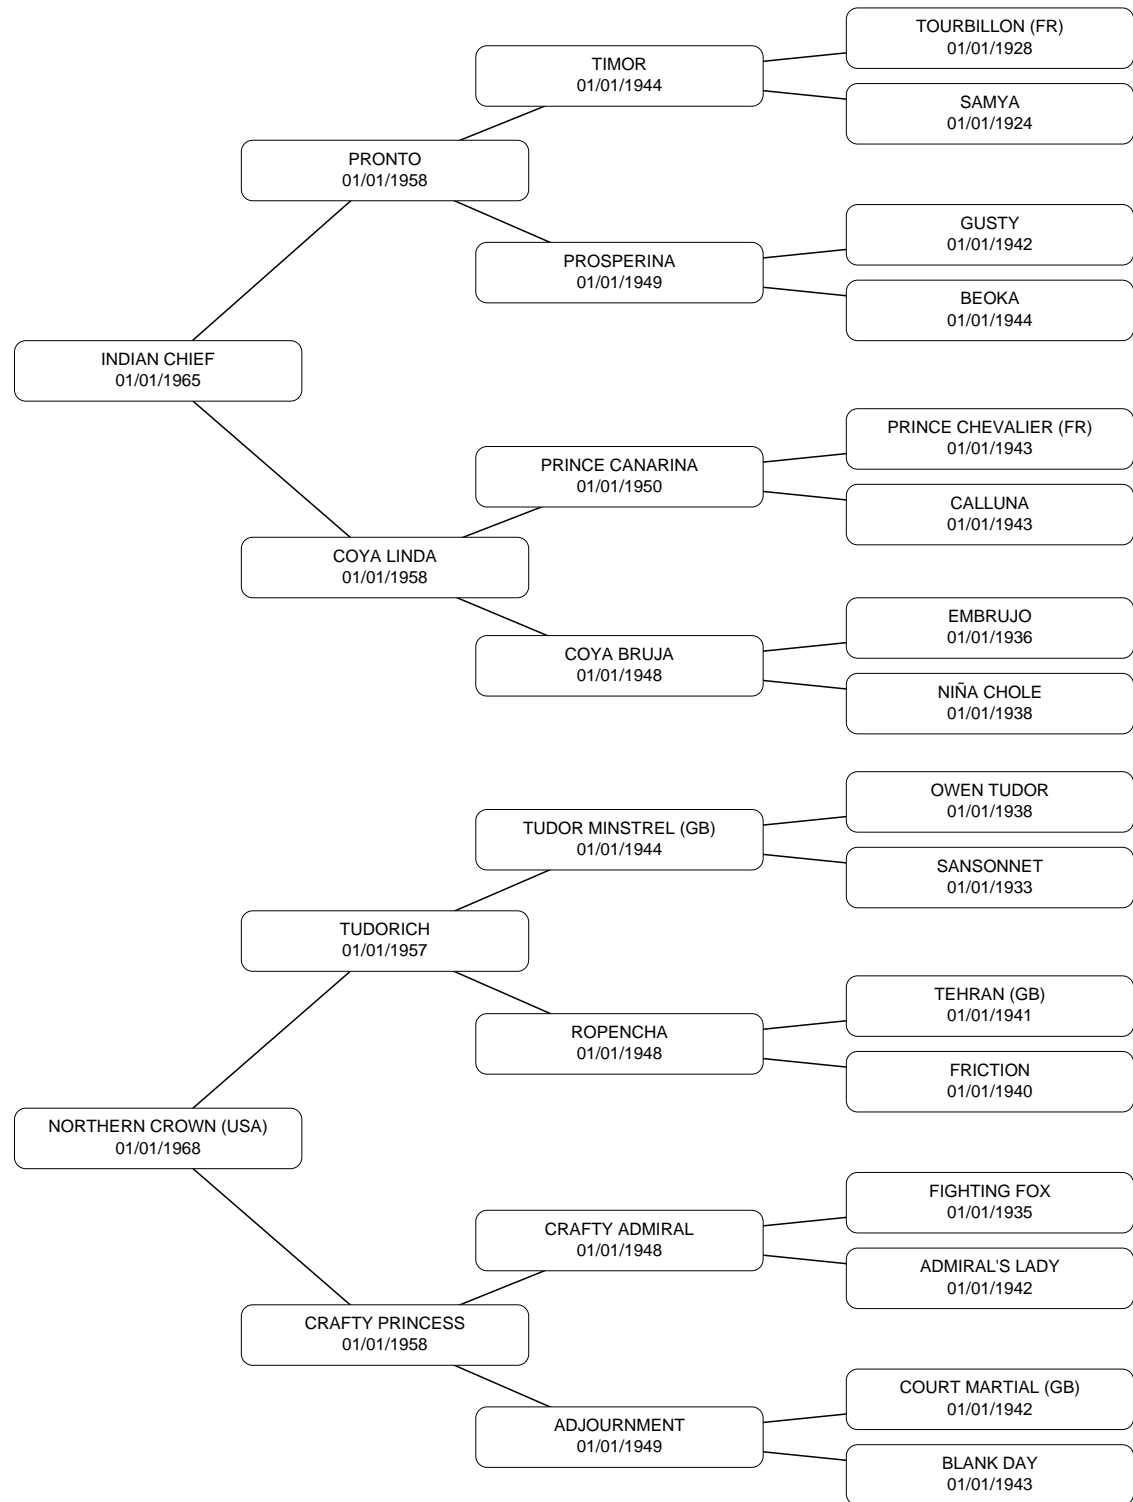 TOURBILLON (FR)
01/01/1928
TIMOR
01/01/1944
SAMYA
01/01/1924
PRONTO
01/01/1958
GUSTY
01/01/1942
PROSPERINA
01/01/1949
BEOKA
01/01/1944
INDIAN CHIEF
01/01/1965
PRINCE CHEVALIER (FR)
01/01/1943
PRINCE CANARINA
01/01/1950
CALLUNA
01/01/1943
COYA LINDA
01/01/1958
EMBRUJO
01/01/1936
COYA BRUJA
01/01/1948
NIÑA CHOLE
01/01/1938
OWEN TUDOR
01/01/1938
TUDOR MINSTREL (GB)
01/01/1944
SANSONNET
01/01/1933
TUDORICH
01/01/1957
TEHRAN (GB)
01/01/1941
ROPENCHA
01/01/1948
FRICTION
01/01/1940
NORTHERN CROWN (USA)
01/01/1968
FIGHTING FOX
01/01/1935
CRAFTY ADMIRAL
01/01/1948
ADMIRAL'S LADY
01/01/1942
CRAFTY PRINCESS
01/01/1958
COURT MARTIAL (GB)
01/01/1942
ADJOURNMENT
01/01/1949
BLANK DAY
01/01/1943